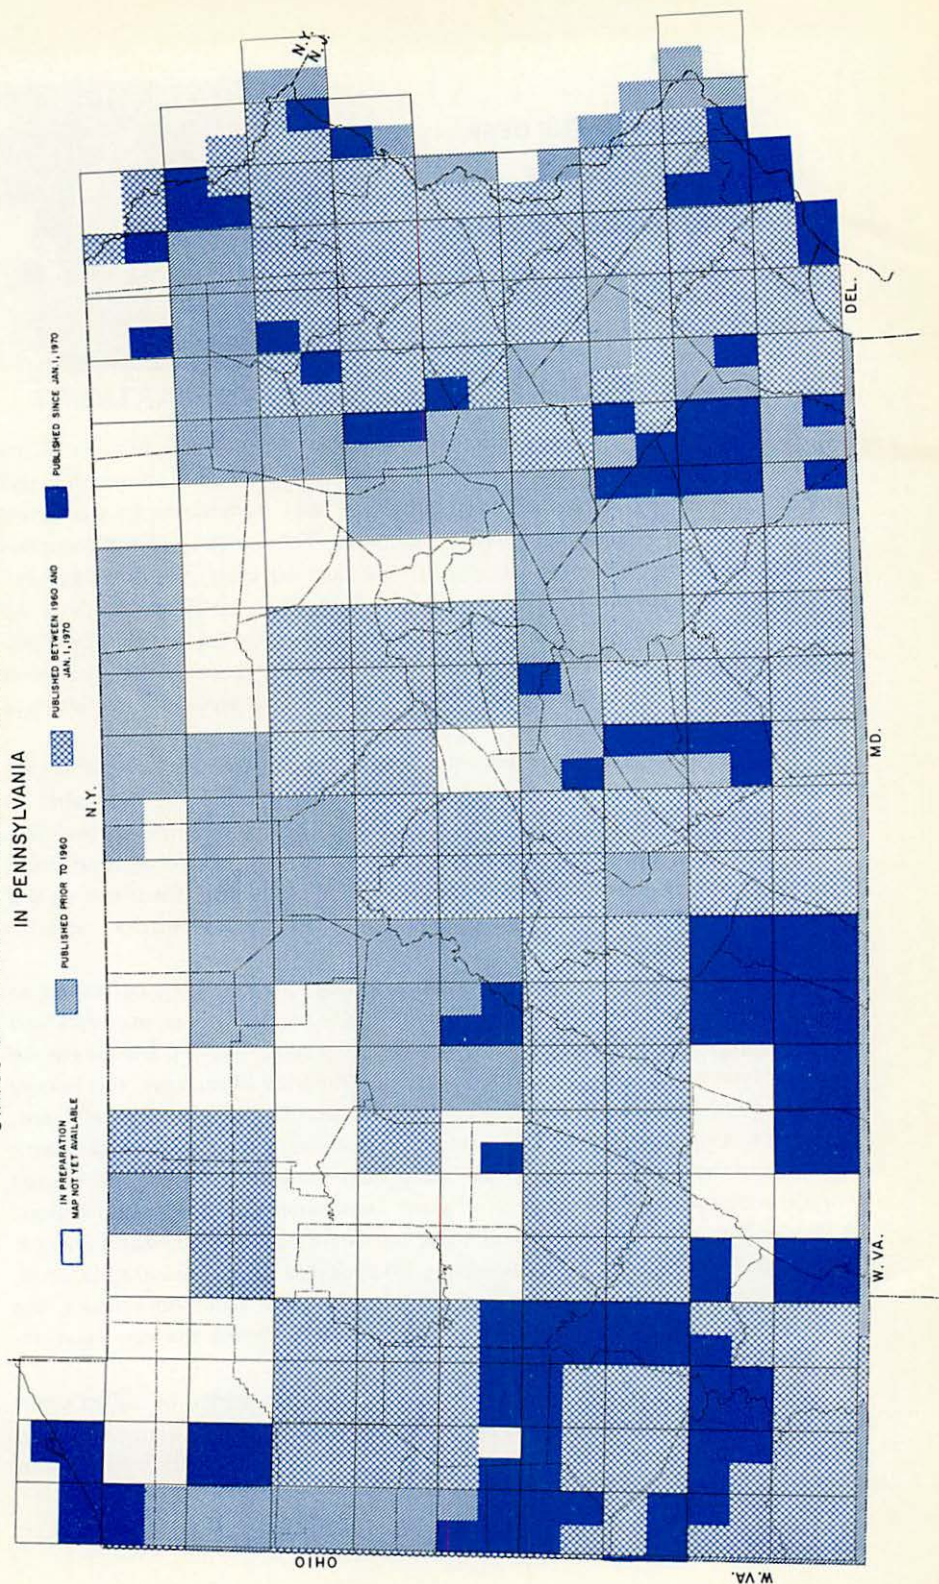 IN PENNSYLVANIA
IN PREPARATION
MAP NOT YET AVAILABLE
PUBLISHED PRIOR TO 1960
PUBLISHED BETWEEN 1960 AND
JAN. 1, 1970
PUBLISHED SINCE JAN. 1, 1970
N.Y.
N.Y.
N.J.
OHIO
W. VA.
W. VA.
MD.
DEL.